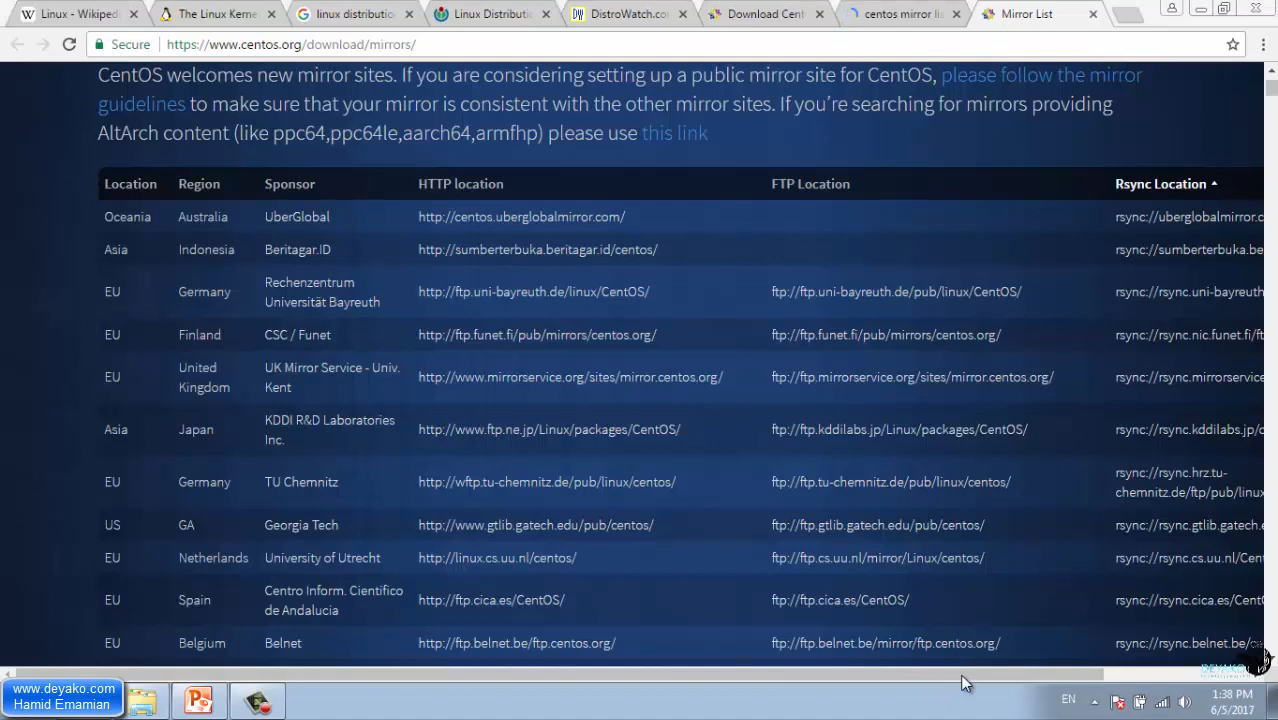 Linux - Wikiped
The Linux Kerne
linux distributio
Linux Distributi
DistroWatch.co
Download Cent
centos mirror lis
Mirror List
Secure https://www.centos.org/download/mirrors/
CentOS welcomes new mirror sites. If you are considering setting up a public mirror site for CentOS, please follow the mirror
guidelines to make sure that your mirror is consistent with the other mirror sites. If you’re searching for mirrors providing
AltArch content (like ppc64,ppc64le,aarch64,armfhp) please use this link
Location Region Sponsor HTTP location FTP Location Rsync Location
Oceania Australia UberGlobal http://centos.uberglobalmirror.com/ rsync://uberglobalmirror.c
Asia Indonesia Beritagar.ID http://sumberterbuka.beritagar.id/centos/ rsync://sumberterbuka.be
EU Germany Rechenzentrum Universität Bayreuth http://ftp.uni-bayreuth.de/linux/CentOS/ ftp://ftp.uni-bayreuth.de/pub/linux/CentOS/ rsync://rsync.uni-bayreuth
EU Finland CSC / Funet http://ftp.funet.fi/pub/mirrors/centos.org/ ftp://ftp.funet.fi/pub/mirrors/centos.org/ rsync://rsync.nic.funet.fi/ft
EU United Kingdom UK Mirror Service - Univ. Kent http://www.mirrorservice.org/sites/mirror.centos.org/ ftp://ftp.mirrorservice.org/sites/mirror.centos.org/ rsync://rsync.mirrorservice
Asia Japan KDDI R&D Laboratories Inc. http://www.ftp.ne.jp/Linux/packages/CentOS/ ftp://ftp.kddilabs.jp/Linux/packages/CentOS/ rsync://rsync.kddilabs.jp/c
EU Germany TU Chemnitz http://wftp.tu-chemnitz.de/pub/linux/centos/ ftp://ftp.tu-chemnitz.de/pub/linux/centos/ rsync://rsync.hrz.tu-chemnitz.de/ftp/pub/linux
US GA Georgia Tech http://www.gtlib.gatech.edu/pub/centos/ ftp://ftp.gtlib.gatech.edu/pub/centos/ rsync://rsync.gtlib.gatech.e
EU Netherlands University of Utrecht http://linux.cs.uu.nl/centos/ ftp://ftp.cs.uu.nl/mirror/Linux/centos/ rsync://rsync.cs.uu.nl/Cen
EU Spain Centro Inform. Científico de Andalucia http://ftp.cica.es/CentOS/ ftp://ftp.cica.es/CentOS/ rsync://rsync.cica.es/Cent
EU Belgium Belnet http://ftp.belnet.be/ftp.centos.org/ ftp://ftp.belnet.be/mirror/ftp.centos.org/ rsync://rsync.belnet.be/
DEYAKO
www.deyako.com
Hamid Emamian
EN
1:38 PM
6/5/2017